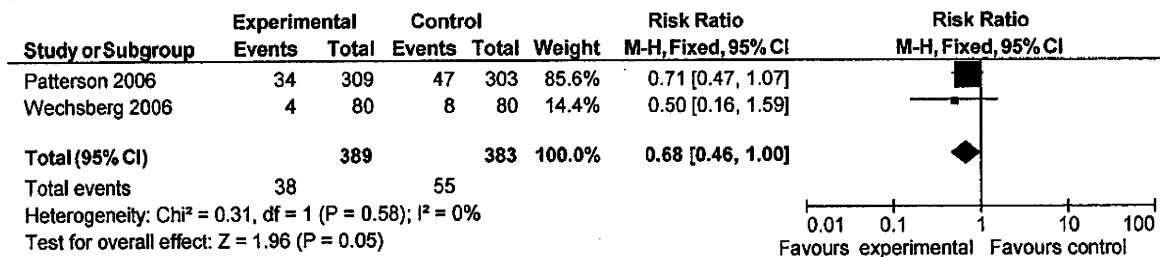 Experimental Control Risk Ratio Risk Ratio
Study or Subgroup Events Total Events Total Weight M-H, Fixed, 95% CI M-H, Fixed, 95% CI
Patterson 2006 34 309 47 303 85.6% 0.71 [0.47, 1.07]
Wechsberg 2006 4 80 8 80 14.4% 0.50 [0.16, 1.59]
Total (95% CI) 389 383 100.0% 0.68 [0.46, 1.00]
Total events 38 55
Heterogeneity: Chi² = 0.31, df = 1 (P = 0.58); I² = 0%
Test for overall effect: Z = 1.96 (P = 0.05)
0.01 0.1 1 10 100
Favours experimental Favours control